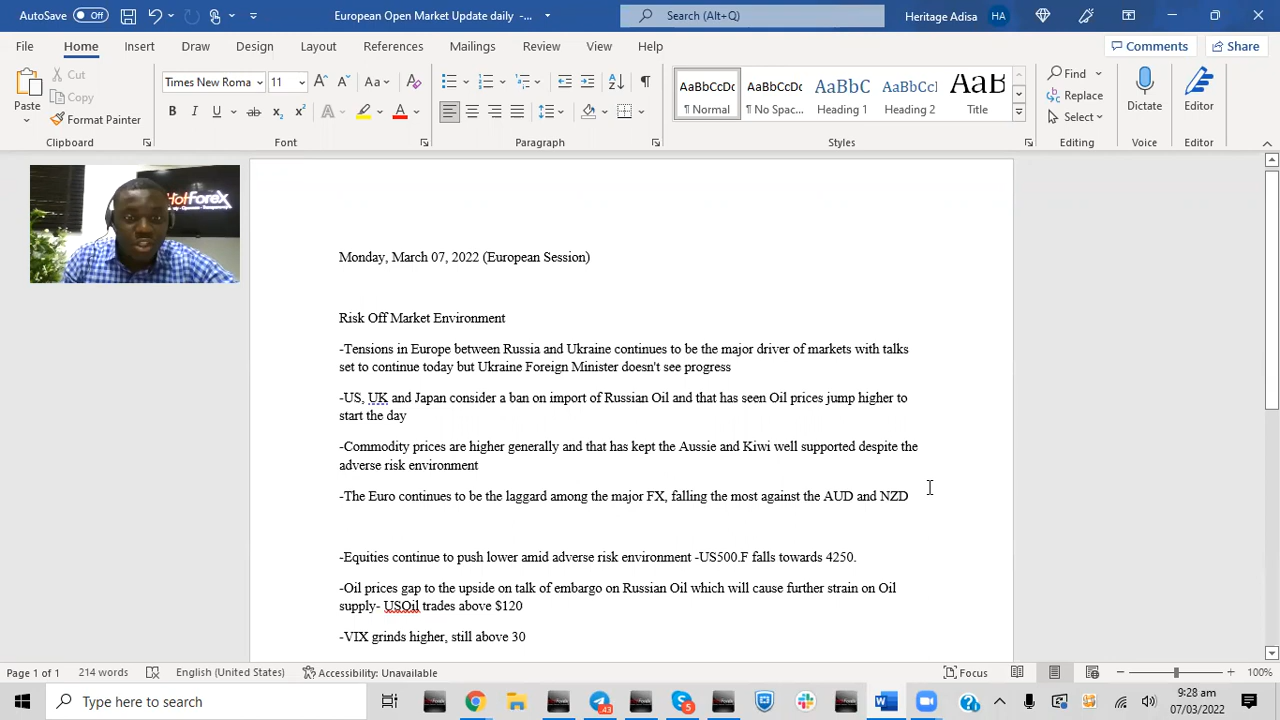 AutoSave Off European Oil Market Update daily -... Search (Alt+Q) Heritage Adisa HA
File Home Insert Draw Design Layout References Mailings Review View Help Comments Share
Paste Cut Copy Format Painter Clipboard
Times New Roma 11 Aa A
B I U ab x₂ x² A A Font
Paragraph
AaBbCcDc AaBbCcDc AaBbC AaBbCcI AaB
¶ Normal ¶ No Spac... Heading 1 Heading 2 Title
Styles
Find Replace Select Editing
Dictate Voice
Editor Editor
HotForex
Monday, March 07, 2022 (European Session)
Risk Off Market Environment
-Tensions in Europe between Russia and Ukraine continues to be the major driver of markets with talks
set to continue today but Ukraine Foreign Minister doesn't see progress
-US, UK and Japan consider a ban on import of Russian Oil and that has seen Oil prices jump higher to
start the day
-Commodity prices are higher generally and that has kept the Aussie and Kiwi well supported despite the
adverse risk environment
-The Euro continues to be the laggard among the major FX, falling the most against the AUD and NZD
-Equities continue to push lower amid adverse risk environment -US500.F falls towards 4250.
-Oil prices gap to the upside on talk of embargo on Russian Oil which will cause further strain on Oil
supply- USOil trades above $120
-VIX grinds higher, still above 30
Page 1 of 1 214 words English (United States) Accessibility: Unavailable Focus 100%
Type here to search 43 5 9:28 am
07/03/2022